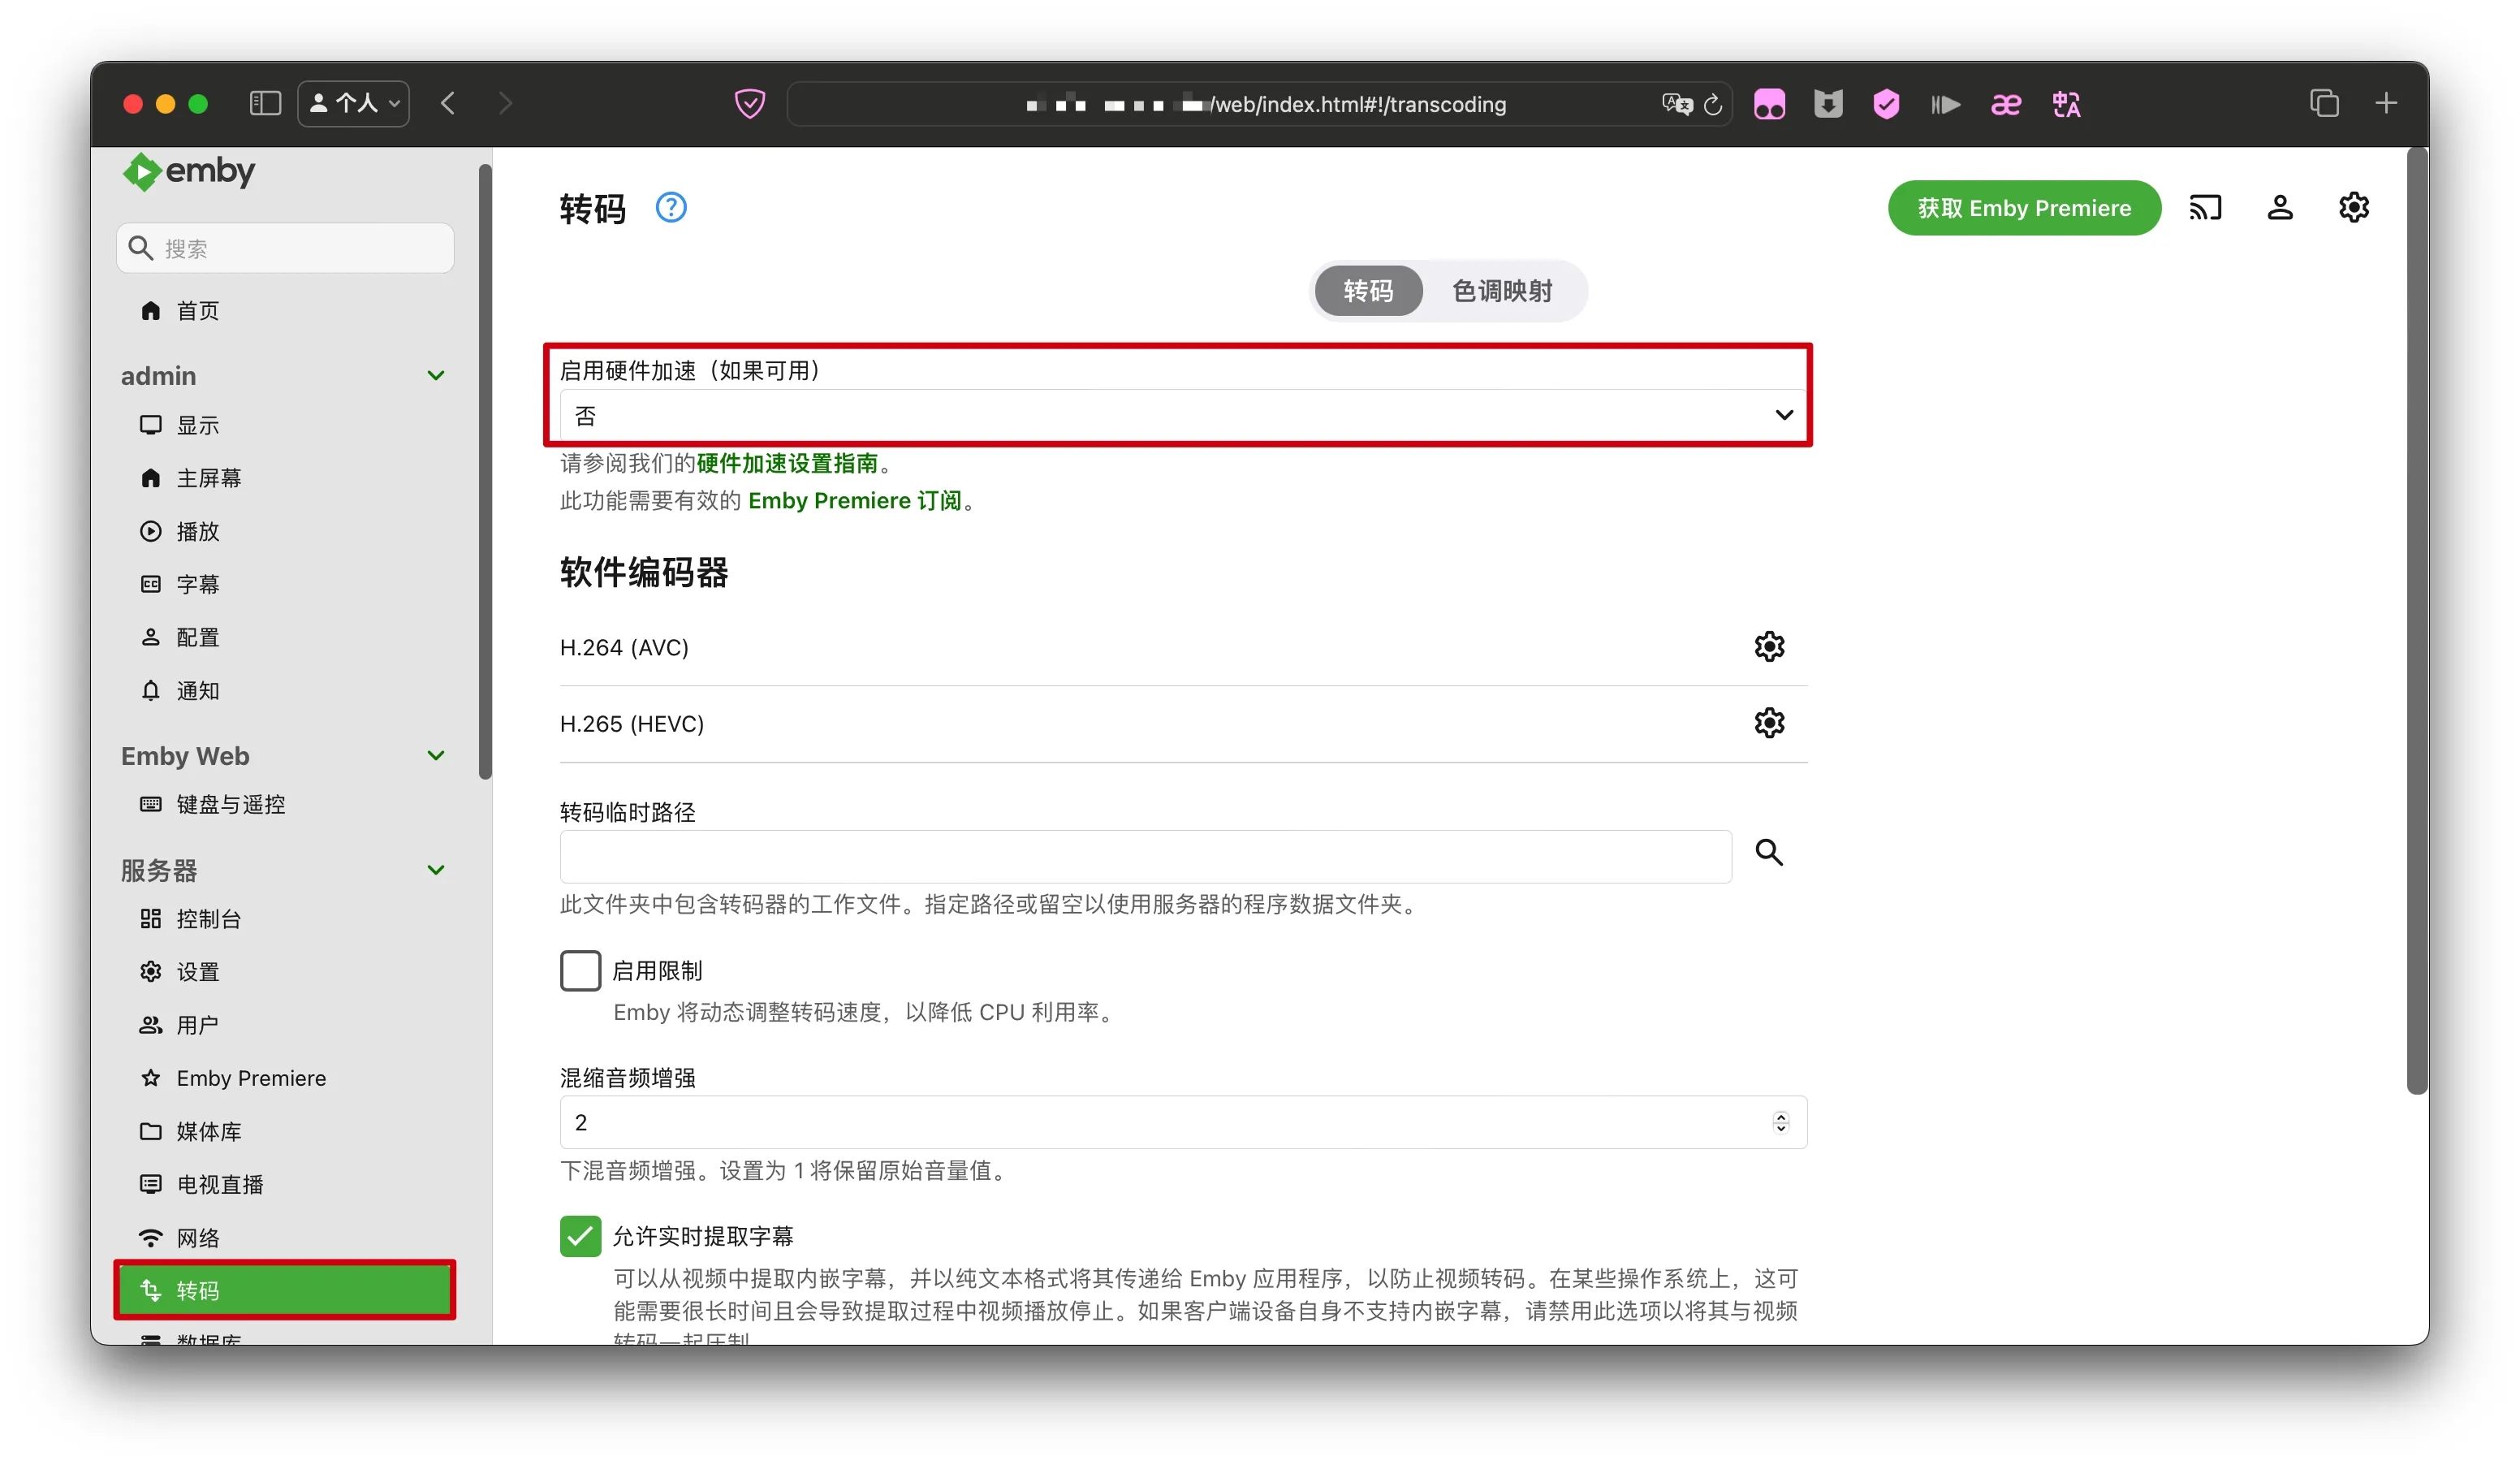 个人
/web/index.html#!/transcoding
emby
搜索
首页
admin
显示
主屏幕
播放
字幕
配置
通知
Emby Web
键盘与遥控
服务器
控制台
设置
用户
Emby Premiere
媒体库
电视直播
网络
转码
数据库
转码
获取 Emby Premiere
转码 色调映射
启用硬件加速（如果可用）
否
请参阅我们的硬件加速设置指南。
此功能需要有效的 Emby Premiere 订阅。
软件编码器
H.264 (AVC)
H.265 (HEVC)
转码临时路径
此文件夹中包含转码器的工作文件。指定路径或留空以使用服务器的程序数据文件夹。
启用限制
Emby 将动态调整转码速度，以降低 CPU 利用率。
混缩音频增强
2
下混音频增强。设置为 1 将保留原始音量值。
允许实时提取字幕
可以从视频中提取内嵌字幕，并以纯文本格式将其传递给 Emby 应用程序，以防止视频转码。在某些操作系统上，这可
能需要很长时间且会导致提取过程中视频播放停止。如果客户端设备自身不支持内嵌字幕，请禁用此选项以将其与视频
转码一起压制